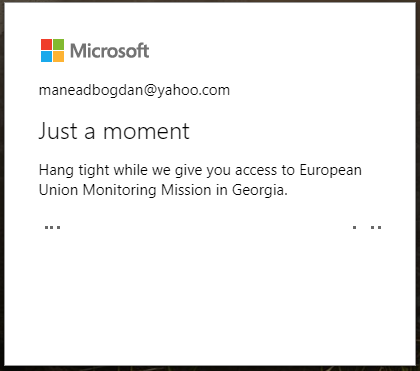 Microsoft
maneadbogdan@yahoo.com
Just a moment
Hang tight while we give you access to European
Union Monitoring Mission in Georgia.